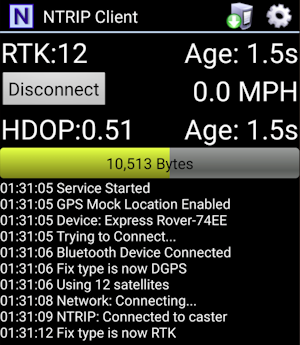 N NTRIP Client
RTK:12 Age: 1.5s
Disconnect 0.0 MPH
HDOP:0.51 Age: 1.5s
10,513 Bytes
01:31:05 Service Started
01:31:05 GPS Mock Location Enabled
01:31:05 Device: Express Rover-74EE
01:31:05 Trying to Connect...
01:31:06 Bluetooth Device Connected
01:31:06 Fix type is now DGPS
01:31:06 Using 12 satellites
01:31:08 Network: Connecting...
01:31:09 NTRIP: Connected to caster
01:31:12 Fix type is now RTK